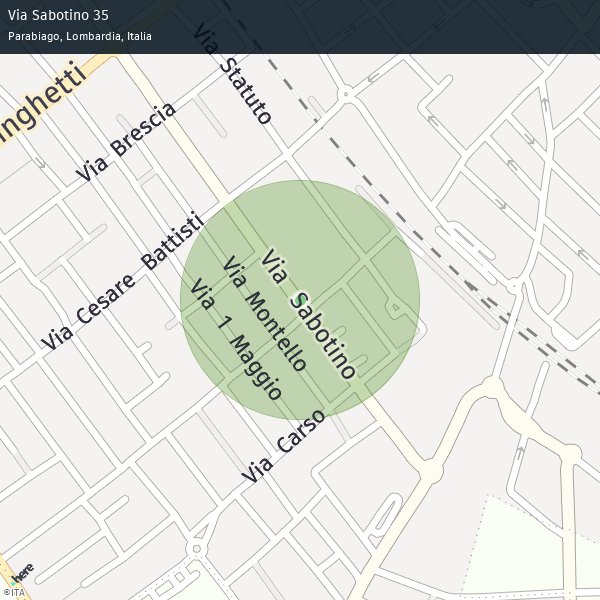 Via Sabotino 35
Parabiago, Lombardia, Italia
Via Statuto
inghetti
Via Brescia
Via Cesare Battisti
Via Sabotino
Via Montello
Via 1 Maggio
Via Carso
here
©ITA